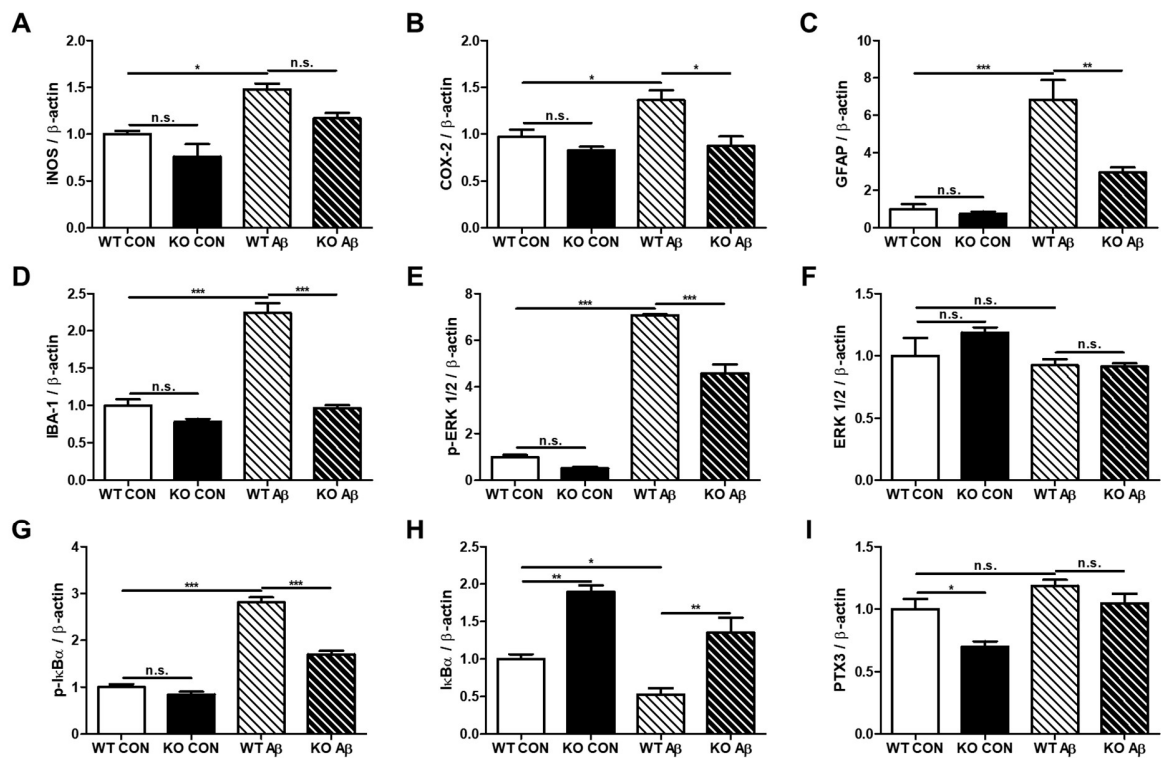 A
iNOS / β-actin
2.0
1.5
1.0
0.5
0.0
*
n.s.
n.s.
WT CON
KO CON
WT Aβ
KO Aβ
B
COX-2 / β-actin
2.0
1.5
1.0
0.5
0.0
*
*
n.s.
WT CON
KO CON
WT Aβ
KO Aβ
C
GFAP / β-actin
10
8
6
4
2
0
***
**
n.s.
WT CON
KO CON
WT Aβ
KO Aβ
D
IBA-1 / β-actin
2.5
2.0
1.5
1.0
0.5
0.0
***
***
n.s.
WT CON
KO CON
WT Aβ
KO Aβ
E
p-ERK 1/2 / β-actin
8
6
4
2
0
***
***
n.s.
WT CON
KO CON
WT Aβ
KO Aβ
F
ERK 1/2 / β-actin
1.5
1.0
0.5
0.0
n.s.
n.s.
n.s.
WT CON
KO CON
WT Aβ
KO Aβ
G
p-IκBα / β-actin
4
3
2
1
0
***
***
n.s.
WT CON
KO CON
WT Aβ
KO Aβ
H
IκBα / β-actin
2.5
2.0
1.5
1.0
0.5
0.0
*
**
**
WT CON
KO CON
WT Aβ
KO Aβ
I
PTX3 / β-actin
1.5
1.0
0.5
0.0
n.s.
n.s.
*
WT CON
KO CON
WT Aβ
KO Aβ